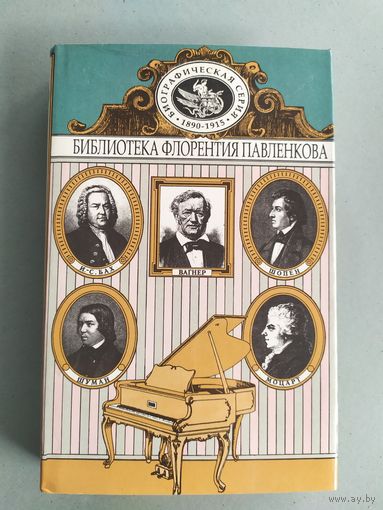 БИОГРАФИЧЕСКАЯ СЕРИЯ
·1890-1915·
БИБЛИОТЕКА ФЛОРЕНТИЯ ПАВЛЕНКОВА
И.-С. БАХ
ВАГНЕР
ШОПЕН
ШУМАН
МОЦАРТ
www.ay.by